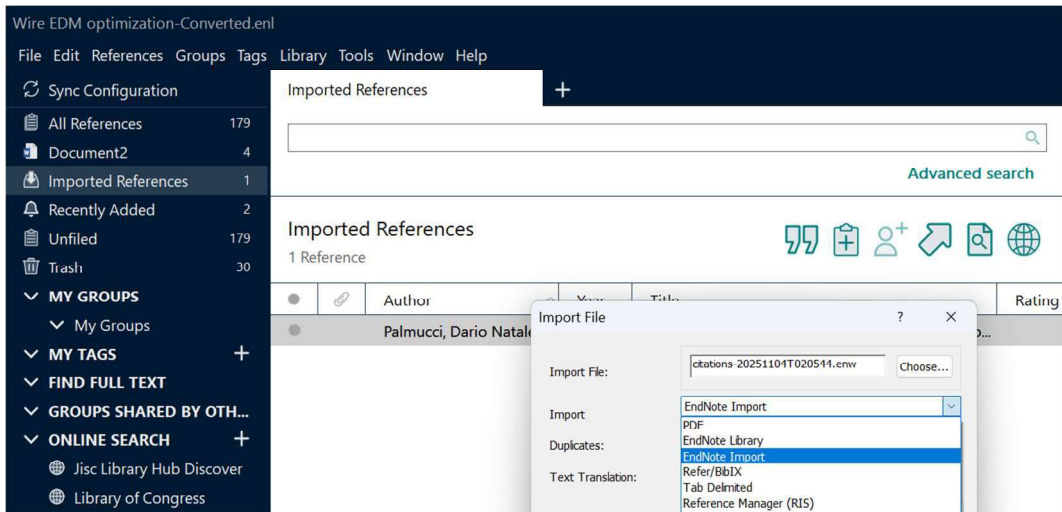 Wire EDM optimization-Converted.enl
File Edit References Groups Tags Library Tools Window Help
Sync Configuration
All References 179
Document2 4
Imported References 1
Recently Added 2
Unfiled 179
Trash 30
MY GROUPS
My Groups
MY TAGS +
FIND FULL TEXT
GROUPS SHARED BY OTH...
ONLINE SEARCH +
Jisc Library Hub Discover
Library of Congress
Imported References +
Advanced search
Imported References
1 Reference
Author Year Title Rating
Palmucci, Dario Natale
Import File ? X
Import File: citations-20251104T020544.enw Choose...
Import EndNote Import
Duplicates:
Text Translation:
PDF
EndNote Library
EndNote Import
Refer/BibIX
Tab Delimited
Reference Manager (RIS)